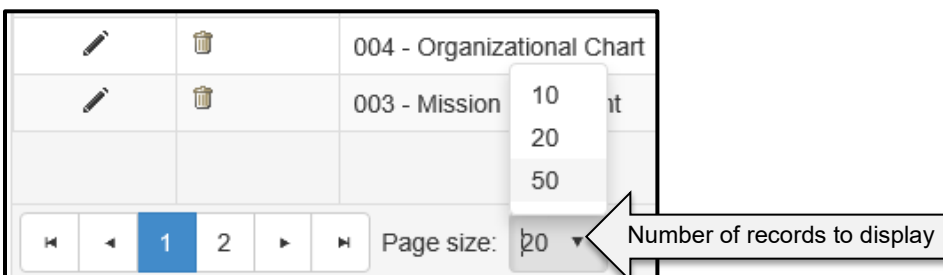 004 - Organizational Chart
003 - Mission nt
10
20
50
1 2 Page size: 20
Number of records to display